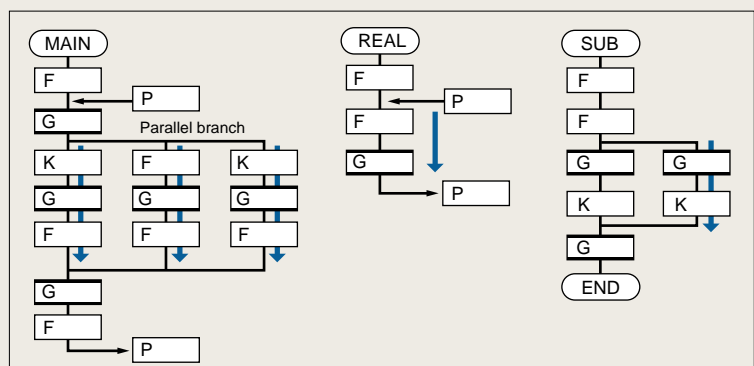 MAIN
F
P
G
Parallel branch
K F K
G G G
F F F
G
F
P
REAL
F
P
F
G
P
SUB
F
F
G G
K K
G
END